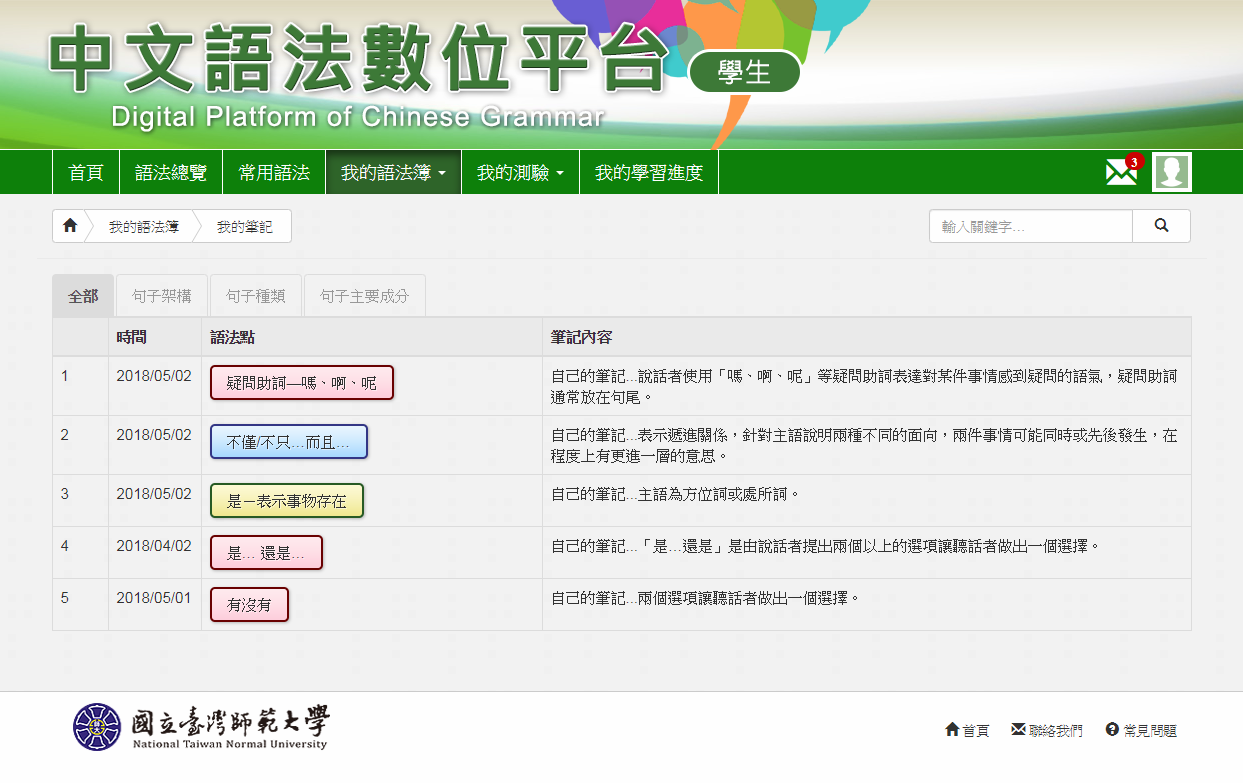 中文語法數位平台
學生
Digital Platform of Chinese Grammar
首頁 語法總覽 常用語法 我的語法簿 我的測驗 我的學習進度 3
我的語法簿 我的筆記 輸入關鍵字...
全部 句子架構 句子種類 句子主要成分
時間 語法點 筆記內容
1 2018/05/02 疑問助詞—嗎、啊、呢 自己的筆記...說話者使用「嗎、啊、呢」等疑問助詞表達對某件事情感到疑問的語氣，疑問助詞
通常放在句尾。
2 2018/05/02 不僅/不只…而且… 自己的筆記...表示遞進關係，針對主語說明兩種不同的面向，兩件事情可能同時或先後發生，在
程度上有更進一層的意思。
3 2018/05/02 是－表示事物存在 自己的筆記...主語為方位詞或處所詞。
4 2018/04/02 是... 還是... 自己的筆記...「是...還是」是由說話者提出兩個以上的選項讓聽話者做出一個選擇。
5 2018/05/01 有沒有 自己的筆記...兩個選項讓聽話者做出一個選擇。
國立臺灣師範大學
National Taiwan Normal University
首頁 聯絡我們 常見問題